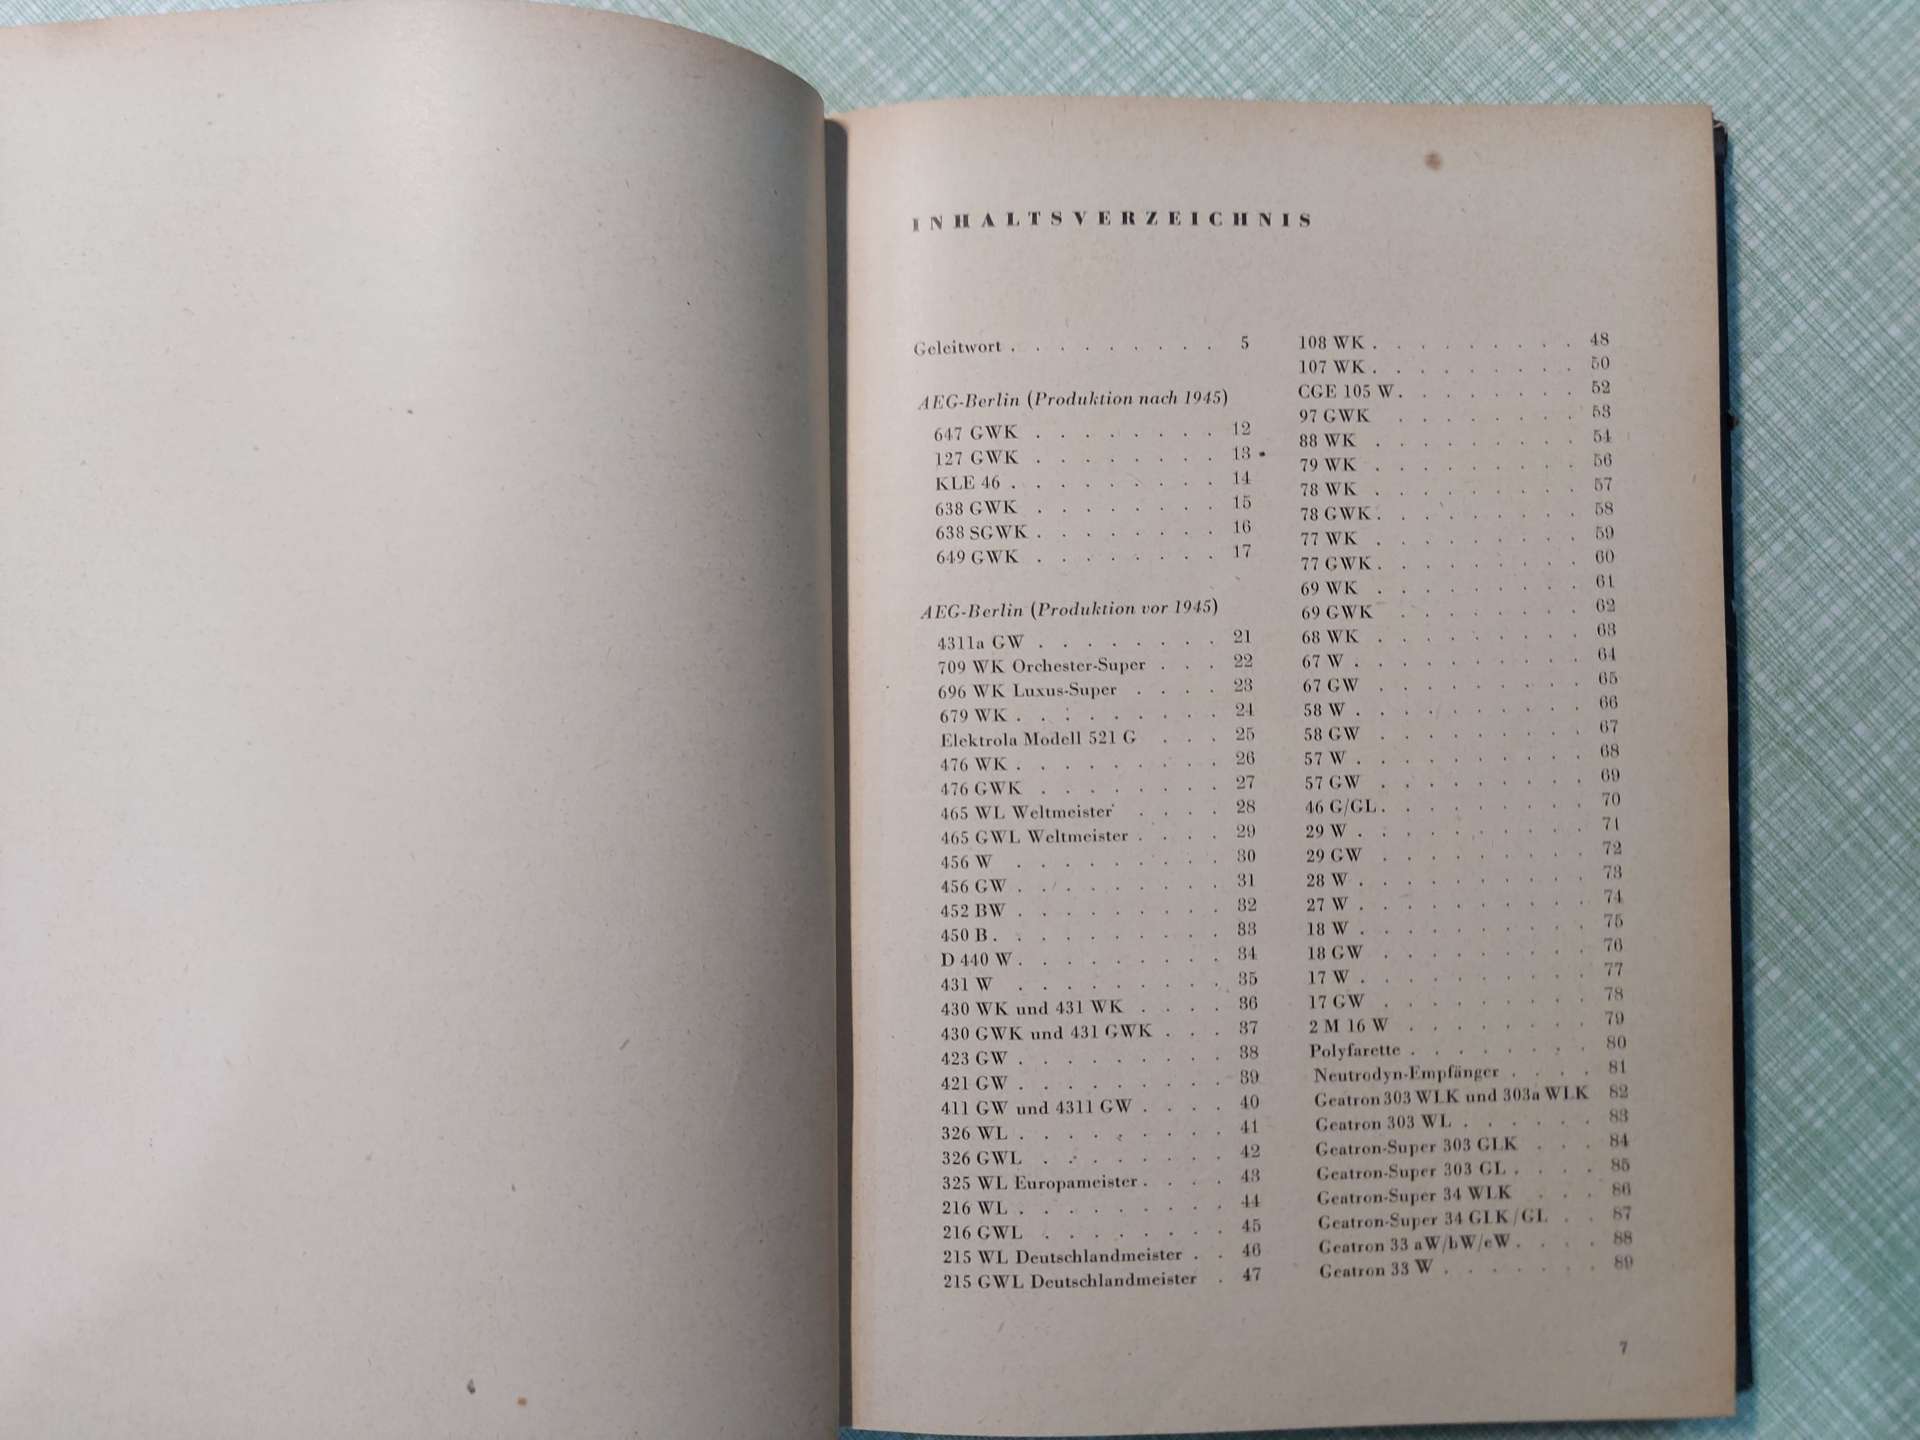 INHALTSVERZEICHNIS
Geleitwort . . . . . . . . . 5
AEG-Berlin (Produktion nach 1945)
647 GWK . . . . . . . . 12
127 GWK . . . . . . . . 13
KLE 46 . . . . . . . . . 14
638 GWK . . . . . . . . 15
638 SGWK . . . . . . . . 16
649 GWK . . . . . . . . 17
AEG-Berlin (Produktion vor 1945)
4311a GW . . . . . . . . 21
709 WK Orchester-Super . . . 22
696 WK Luxus-Super . . . . 23
679 WK . . . . . . . . . 24
Elektrola Modell 521 G . . . 25
476 WK . . . . . . . . . 26
476 GWK . . . . . . . . 27
465 WL Weltmeister . . . . 28
465 GWL Weltmeister . . . . 29
456 W . . . . . . . . . 30
456 GW . . . . . . . . . 31
452 BW . . . . . . . . . 32
450 B . . . . . . . . . . 33
D 440 W . . . . . . . . . 34
431 W . . . . . . . . . 35
430 WK und 431 WK . . . . 36
430 GWK und 431 GWK . . . 37
423 GW . . . . . . . . . 38
421 GW . . . . . . . . . 39
411 GW und 4311 GW . . . . 40
326 WL . . . . . . . . . 41
326 GWL . . . . . . . . 42
325 WL Europameister . . . . 43
216 WL . . . . . . . . . 44
216 GWL . . . . . . . . 45
215 WL Deutschlandmeister . . 46
215 GWL Deutschlandmeister . 47
108 WK . . . . . . . . . 48
107 WK . . . . . . . . . 50
CGE 105 W . . . . . . . . 52
97 GWK . . . . . . . . 53
88 WK . . . . . . . . . 54
79 WK . . . . . . . . . 56
78 WK . . . . . . . . . 57
78 GWK . . . . . . . . . 58
77 WK . . . . . . . . . 59
77 GWK . . . . . . . . . 60
69 WK . . . . . . . . . 61
69 GWK . . . . . . . . 62
68 WK . . . . . . . . . 63
67 W . . . . . . . . . . 64
67 GW . . . . . . . . . 65
58 W . . . . . . . . . . 66
58 GW . . . . . . . . . 67
57 W . . . . . . . . . . 68
57 GW . . . . . . . . . 69
46 G/GL . . . . . . . . . 70
29 W . . . . . . . . . . 71
29 GW . . . . . . . . . 72
28 W . . . . . . . . . . 73
27 W . . . . . . . . . . 74
18 W . . . . . . . . . . 75
18 GW . . . . . . . . . 76
17 W . . . . . . . . . . 77
17 GW . . . . . . . . . 78
2 M 16 W . . . . . . . . 79
Polyfarette . . . . . . . . 80
Neutrodyn-Empfänger . . . . 81
Geatron 303 WLK und 303a WLK 82
Geatron 303 WL . . . . . . 83
Geatron-Super 303 GLK . . . 84
Geatron-Super 303 GL . . . . 85
Geatron-Super 34 WLK . . . 86
Geatron-Super 34 GLK/GL . . 87
Geatron 33 aW/bW/eW . . . . 88
Geatron 33 W . . . . . . . 89
7